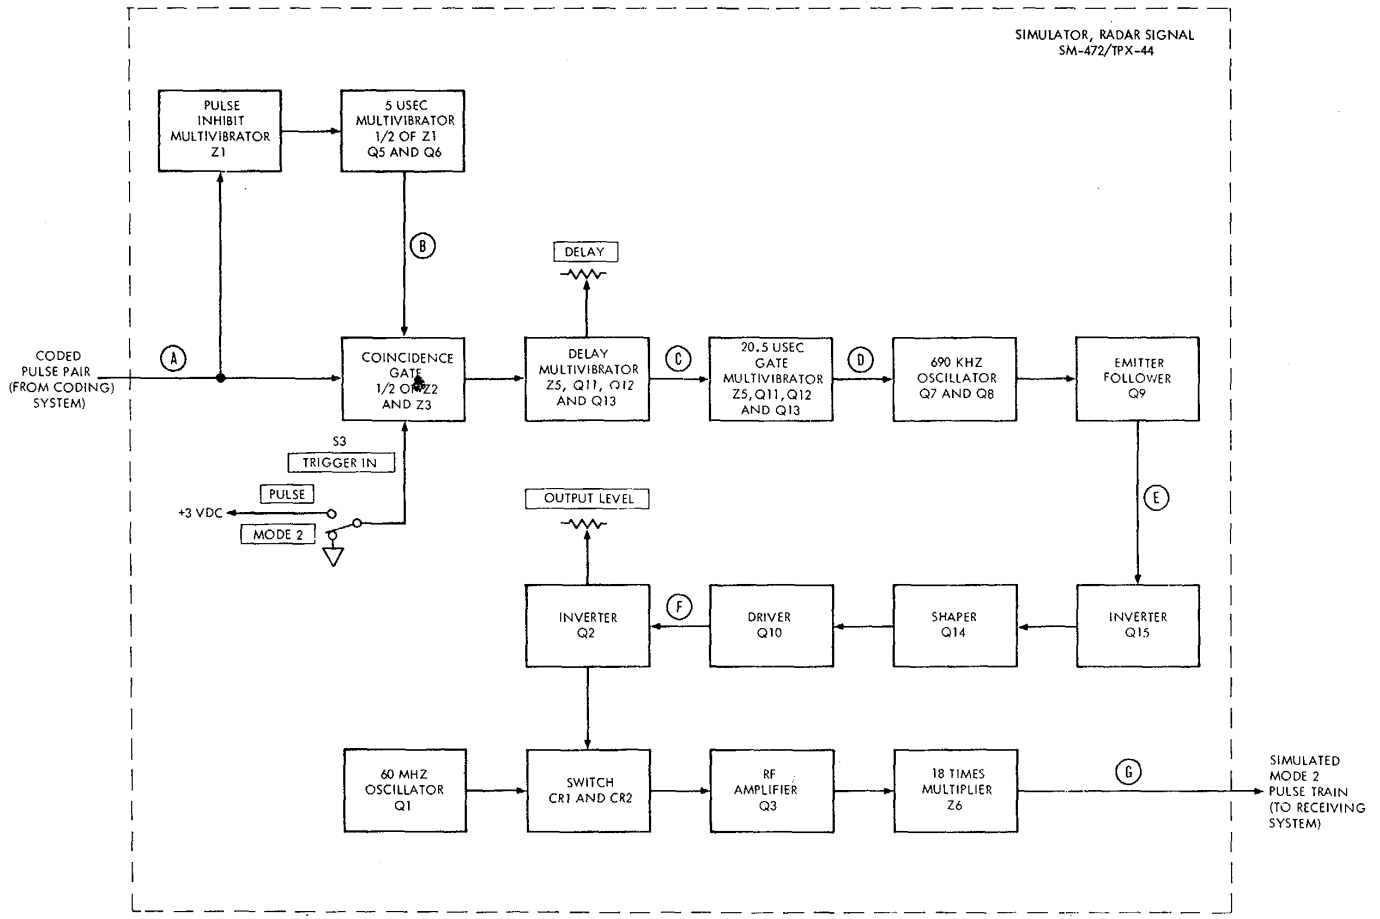 SIMULATOR, RADAR SIGNAL
SM-472/TPX-44
PULSE
INHIBIT
MULTIVIBRATOR
Z1
5 USEC
MULTIVIBRATOR
1/2 OF Z1
Q5 AND Q6
B
DELAY
CODED
PULSE PAIR
(FROM CODING)
SYSTEM)
A
COINCIDENCE
GATE
1/2 OF Z2
AND Z3
DELAY
MULTIVIBRATOR
Z5, Q11, Q12
AND Q13
C
20.5 USEC
GATE
MULTIVIBRATOR
Z5, Q11, Q12
AND Q13
D
690 KHZ
OSCILLATOR
Q7 AND Q8
EMITTER
FOLLOWER
Q9
S3
TRIGGER IN
PULSE
+3 VDC
MODE 2
OUTPUT LEVEL
E
INVERTER
Q2
F
DRIVER
Q10
SHAPER
Q14
INVERTER
Q15
60 MHZ
OSCILLATOR
Q1
SWITCH
CR1 AND CR2
RF
AMPLIFIER
Q3
18 TIMES
MULTIPLIER
Z6
G
SIMULATED
MODE 2
PULSE TRAIN
(TO RECEIVING
SYSTEM)